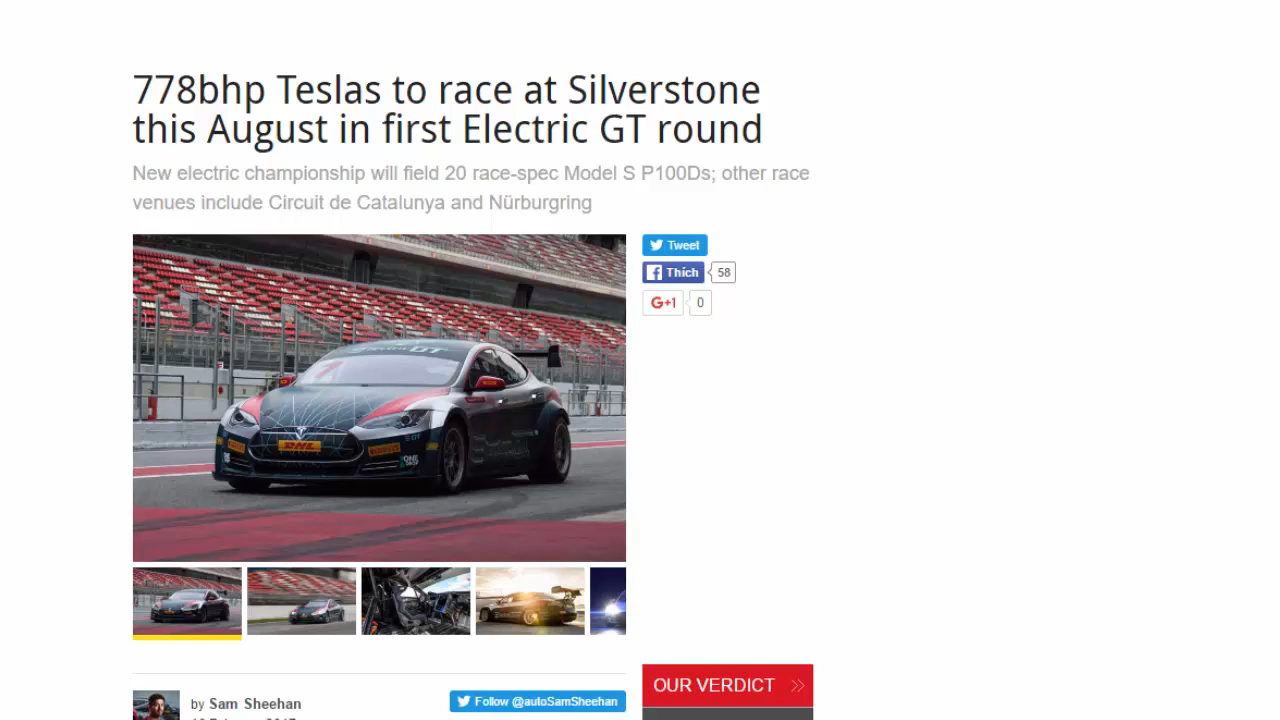 778bhp Teslas to race at Silverstone
this August in first Electric GT round
New electric championship will field 20 race-spec Model S P100Ds; other race
venues include Circuit de Catalunya and Nürburgring
Tweet
Thích 58
G+1 0
DHL
OUR VERDICT
by Sam Sheehan
Follow @autoSamSheehan